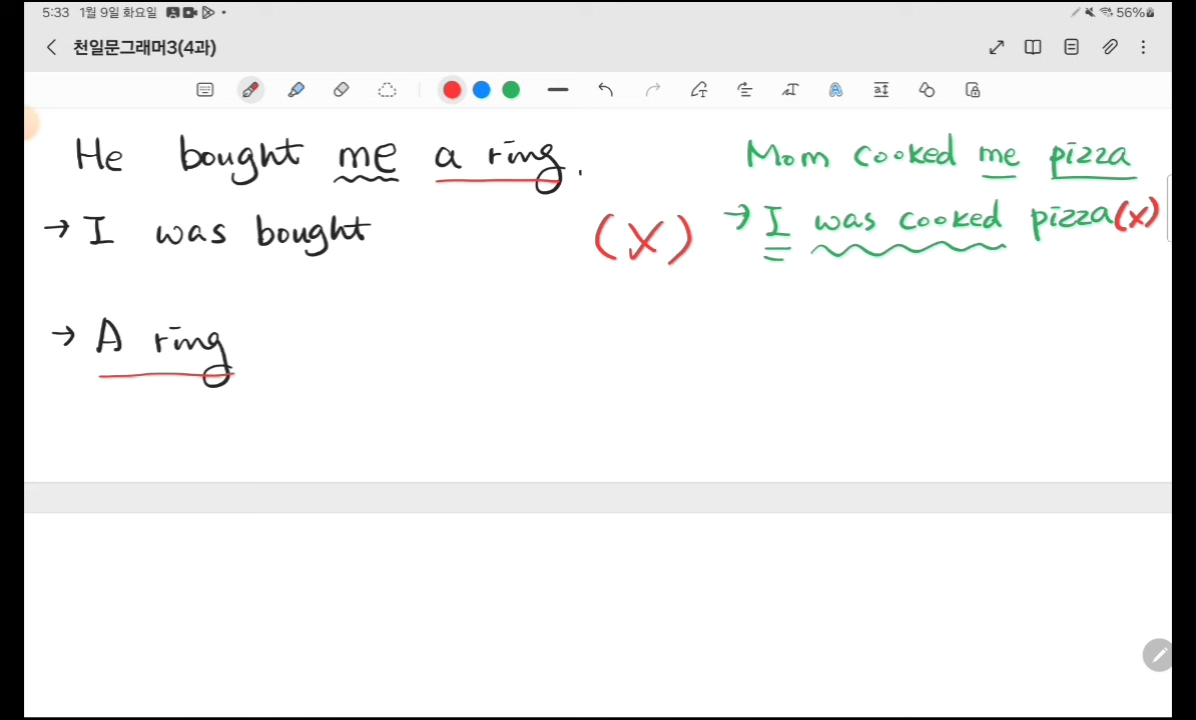 5:33 1월 9일 화요일
56%
천일문그래머3(4과)
He bought me a ring.
→ I was bought (X)
→ A ring
Mom cooked me pizza
→ I was cooked pizza(x)